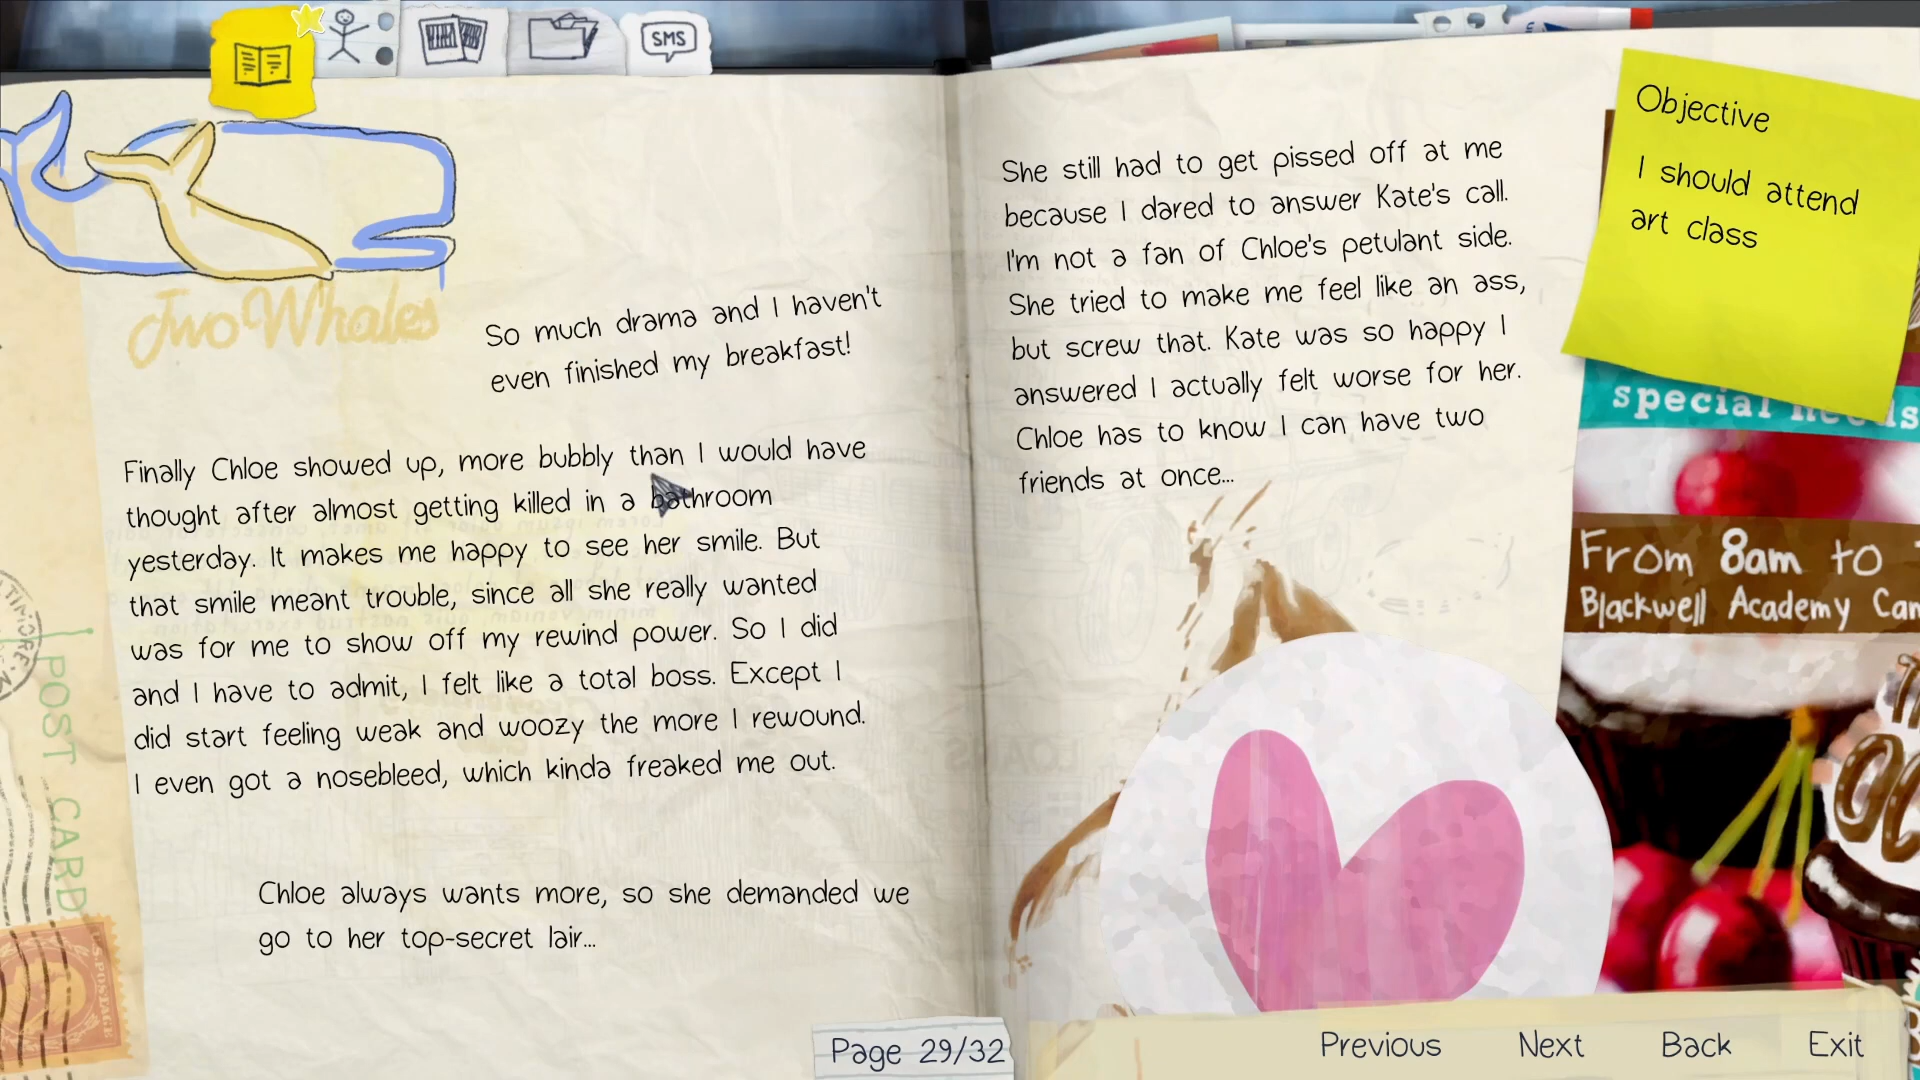 SMS
Two Whales
So much drama and I haven't
even finished my breakfast!
Finally Chloe showed up, more bubbly than I would have
thought after almost getting killed in a bathroom
yesterday. It makes me happy to see her smile. But
that smile meant trouble, since all she really wanted
was for me to show off my rewind power. So I did
and I have to admit, I felt like a total boss. Except I
did start feeling weak and woozy the more I rewound.
I even got a nosebleed, which kinda freaked me out.
Chloe always wants more, so she demanded we
go to her top-secret lair...
POST CARD
She still had to get pissed off at me
because I dared to answer Kate's call.
I'm not a fan of Chloe's petulant side.
She tried to make me feel like an ass,
but screw that. Kate was so happy I
answered I actually felt worse for her.
Chloe has to know I can have two
friends at once...
Objective
I should attend
art class
special
From 8am to
Blackwell Academy
Page 29/32
Previous
Next
Back
Exit